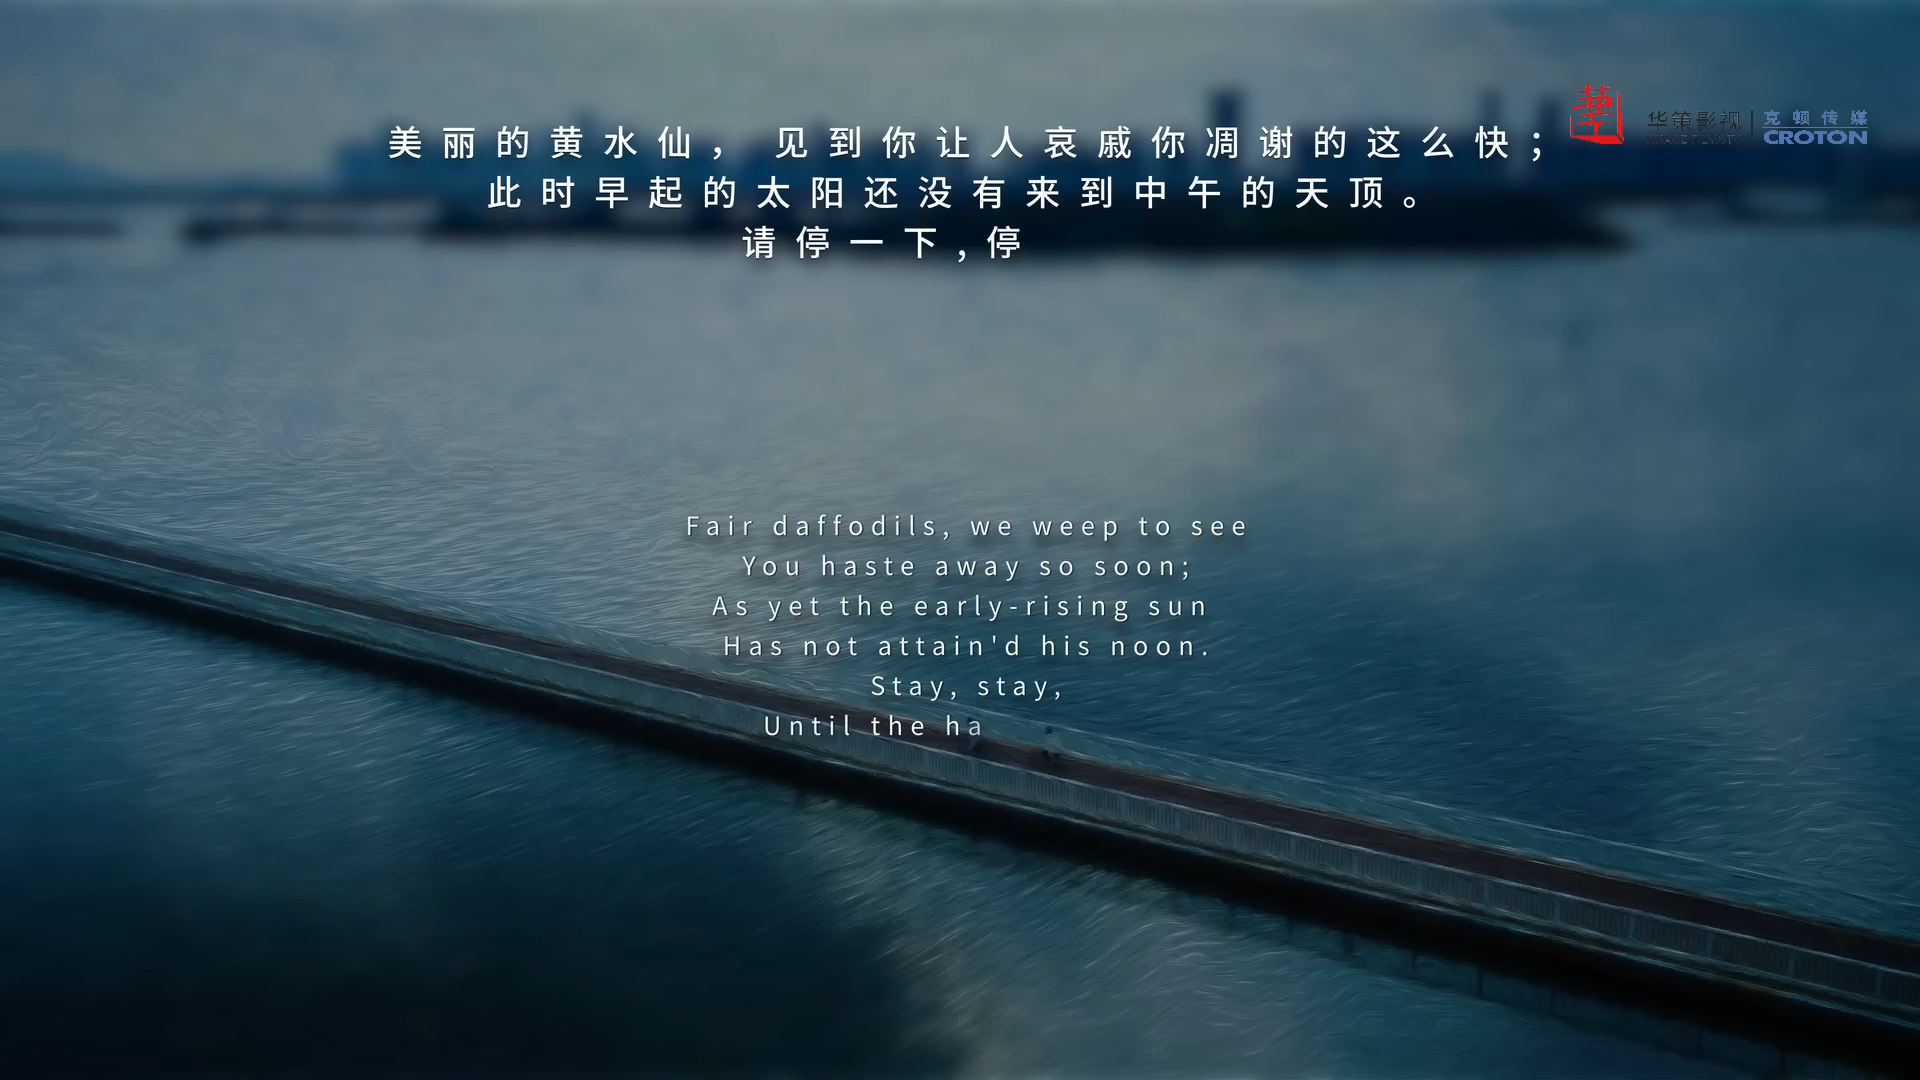 美丽的黄水仙， 见到你让人哀戚你凋谢的这么快；
華
华策影视 | 克顿传媒
CROTON
此时早起的太阳还没有来到中午的天顶。
请停一下,停
Fair daffodils, we weep to see
You haste away so soon;
As yet the early-rising sun
Has not attain'd his noon.
Stay, stay,
Until the ha